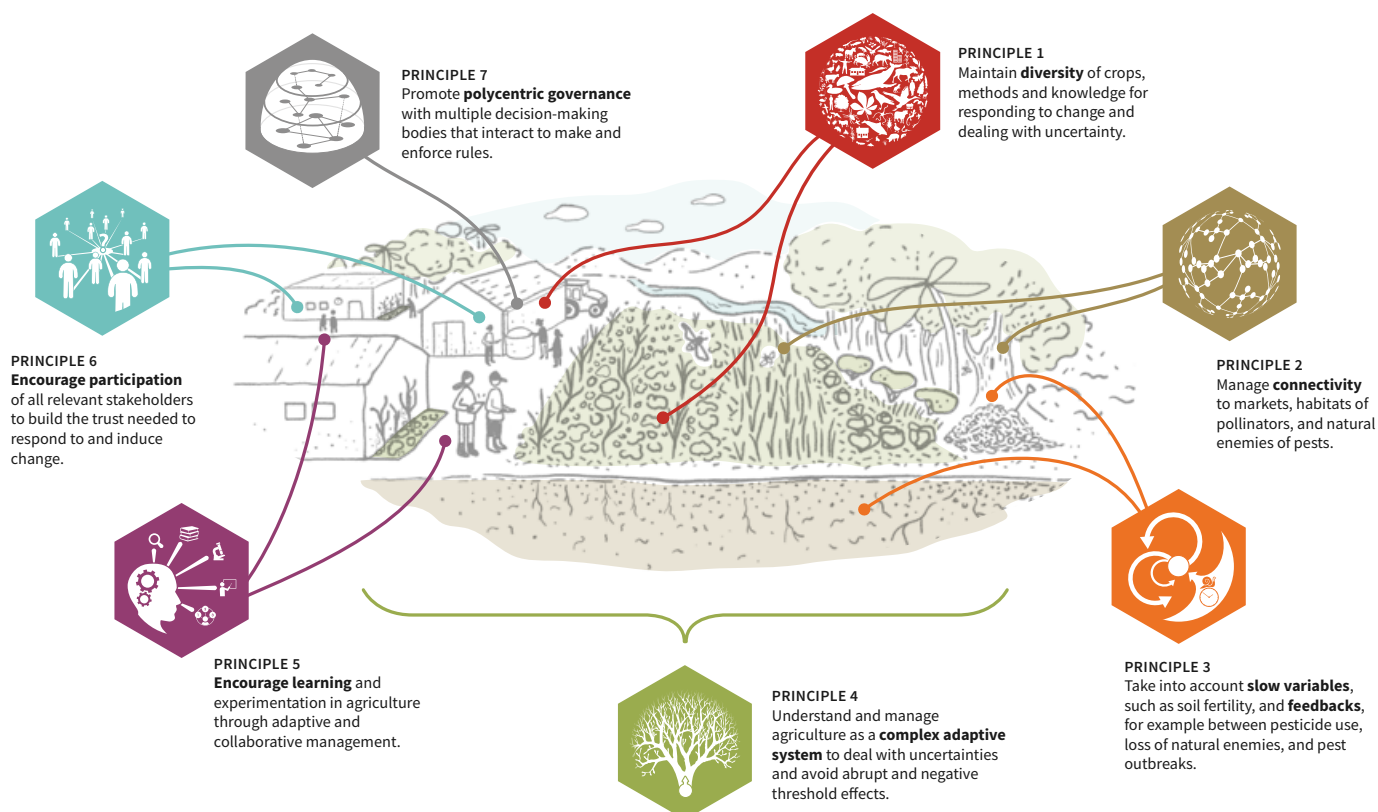 PRINCIPLE 7
Promote polycentric governance
with multiple decision-making
bodies that interact to make and
enforce rules.
PRINCIPLE 1
Maintain diversity of crops,
methods and knowledge for
responding to change and
dealing with uncertainty.
PRINCIPLE 6
Encourage participation
of all relevant stakeholders
to build the trust needed to
respond to and induce
change.
PRINCIPLE 2
Manage connectivity
to markets, habitats of
pollinators, and natural
enemies of pests.
PRINCIPLE 5
Encourage learning and
experimentation in agriculture
through adaptive and
collaborative management.
PRINCIPLE 4
Understand and manage
agriculture as a complex adaptive
system to deal with uncertainties
and avoid abrupt and negative
threshold effects.
PRINCIPLE 3
Take into account slow variables,
such as soil fertility, and feedbacks,
for example between pesticide use,
loss of natural enemies, and pest
outbreaks.